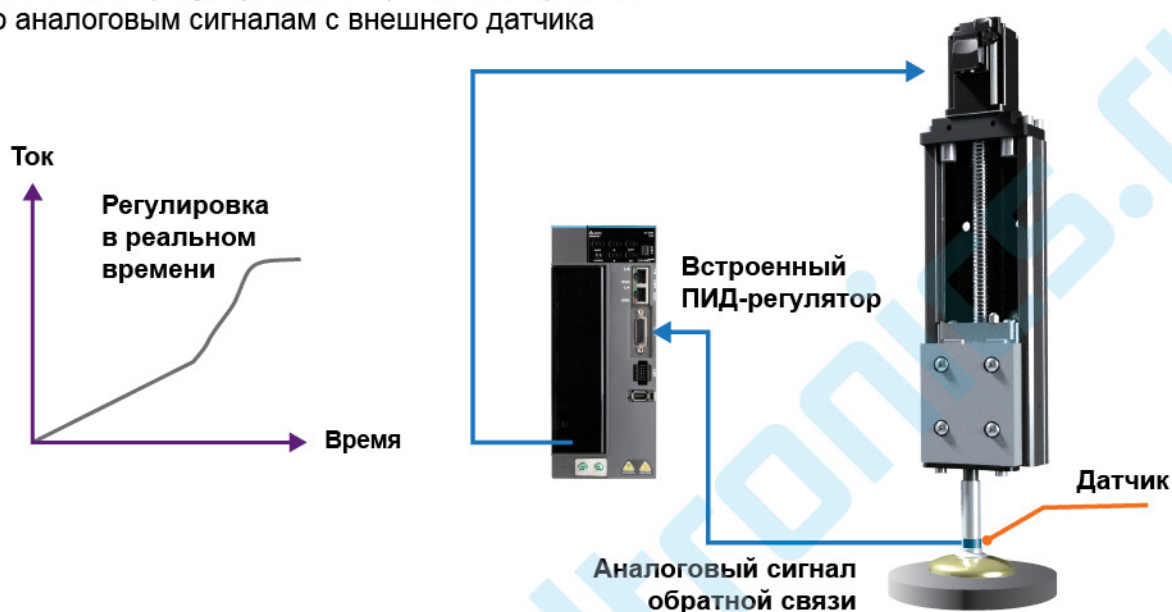 о аналоговым сигналам с внешнего датчика
Ток
Регулировка
в реальном
времени
Время
Встроенный
ПИД-регулятор
Датчик
Аналоговый сигнал
обратной связи